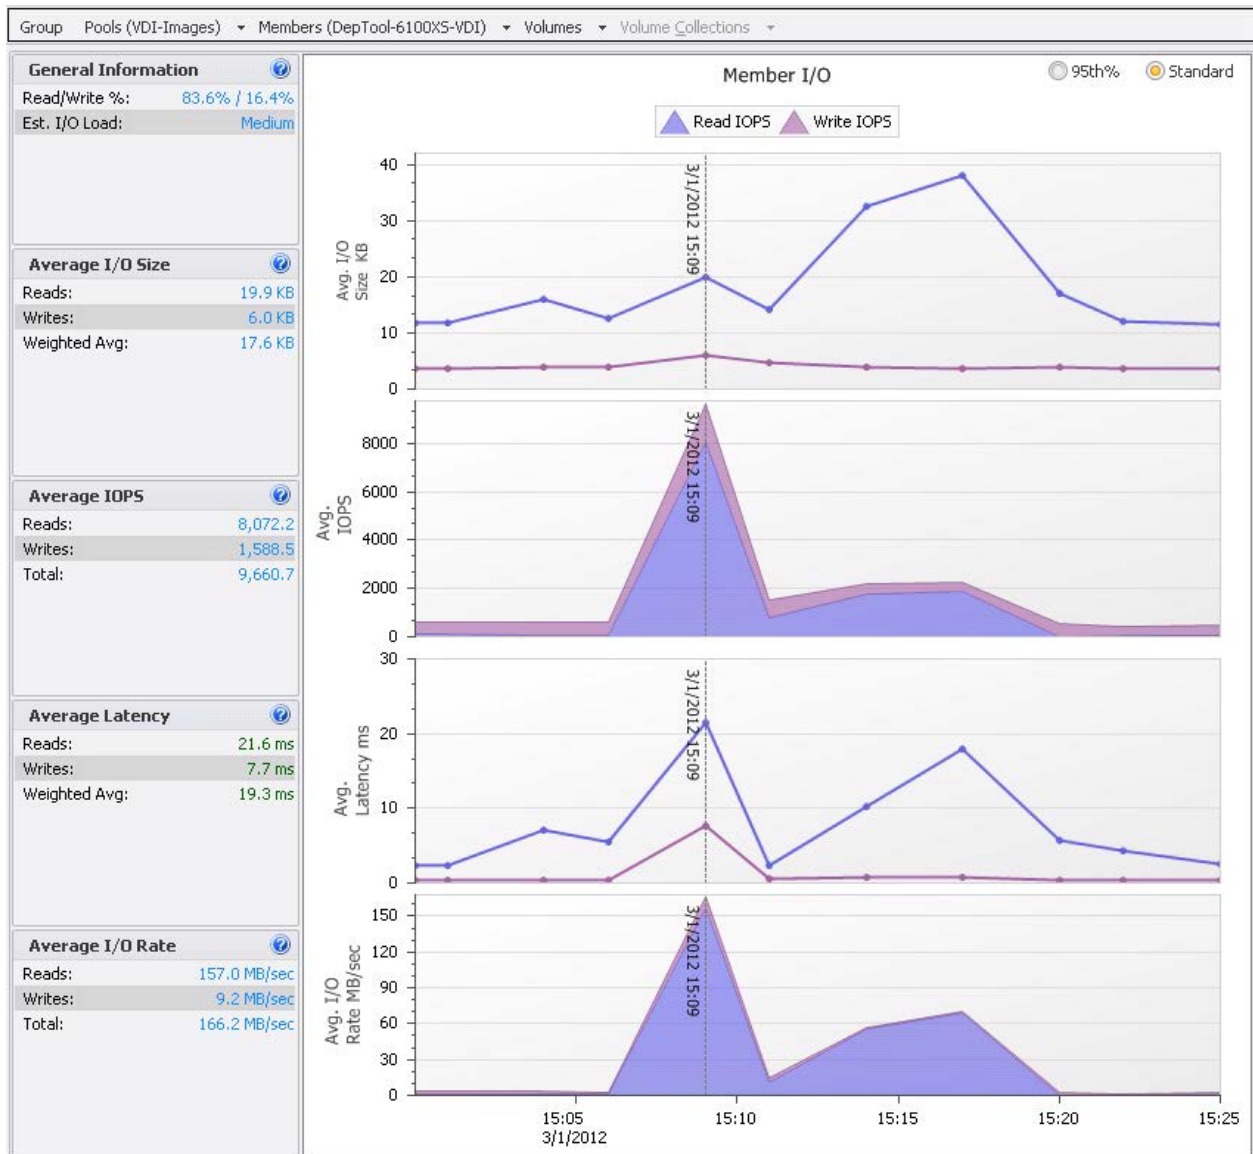 Group Pools (VDI-Images) Members (DepTool-6100XS-VDI) Volumes Volume Collections
General Information
Read/Write %: 83.6% / 16.4%
Est. I/O Load: Medium
Average I/O Size
Reads: 19.9 KB
Writes: 6.0 KB
Weighted Avg: 17.6 KB
Average IOPS
Reads: 8,072.2
Writes: 1,588.5
Total: 9,660.7
Average Latency
Reads: 21.6 ms
Writes: 7.7 ms
Weighted Avg: 19.3 ms
Average I/O Rate
Reads: 157.0 MB/sec
Writes: 9.2 MB/sec
Total: 166.2 MB/sec
Member I/O
95th% Standard
Read IOPS Write IOPS
Avg. I/O
Size KB
40
30
20
10
0
3/1/2012 15:09
Avg.
IOPS
8000
6000
4000
2000
0
3/1/2012 15:09
Avg.
Latency ms
30
20
10
0
3/1/2012 15:09
Avg. I/O
Rate MB/sec
150
120
90
60
30
0
3/1/2012 15:09
15:05 15:10 15:15 15:20 15:25
3/1/2012